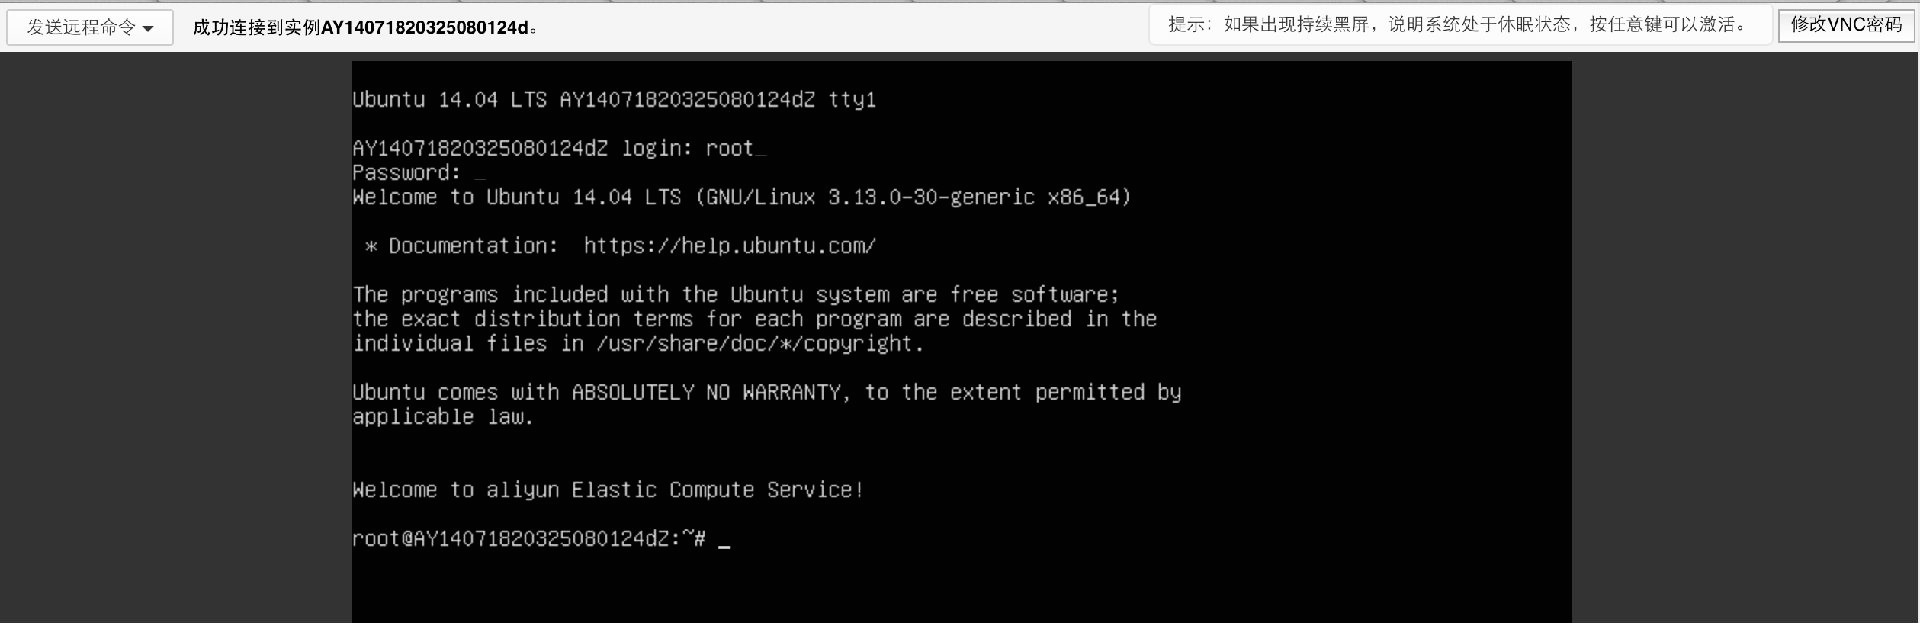 发送远程命令
成功连接到实例AY14071820325080124d。
提示：如果出现持续黑屏，说明系统处于休眠状态，按任意键可以激活。
修改VNC密码
Ubuntu 14.04 LTS AY14071820325080124dZ tty1
AY14071820325080124dZ login: root_
Password: _
Welcome to Ubuntu 14.04 LTS (GNU/Linux 3.13.0-30-generic x86_64)
* Documentation:  https://help.ubuntu.com/
The programs included with the Ubuntu system are free software;
the exact distribution terms for each program are described in the
individual files in /usr/share/doc/*/copyright.
Ubuntu comes with ABSOLUTELY NO WARRANTY, to the extent permitted by
applicable law.
Welcome to aliyun Elastic Compute Service!
root@AY14071820325080124dZ:~# _